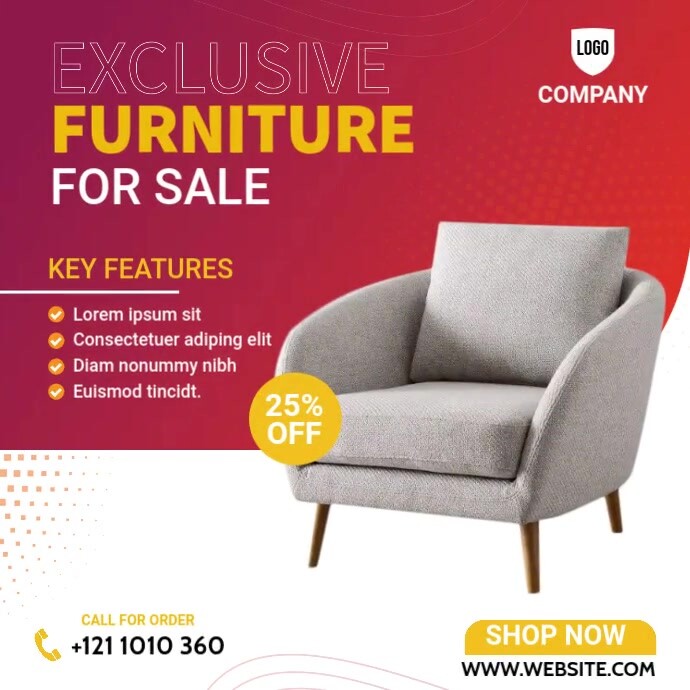 EXCLUSIVE
FURNITURE
FOR SALE
LOGO
COMPANY
KEY FEATURES
Lorem ipsum sit
Consectetuer adiping elit
Diam nonummy nibh
Euismod tincidt.
25%
OFF
CALL FOR ORDER
+121 1010 360
SHOP NOW
WWW.WEBSITE.COM